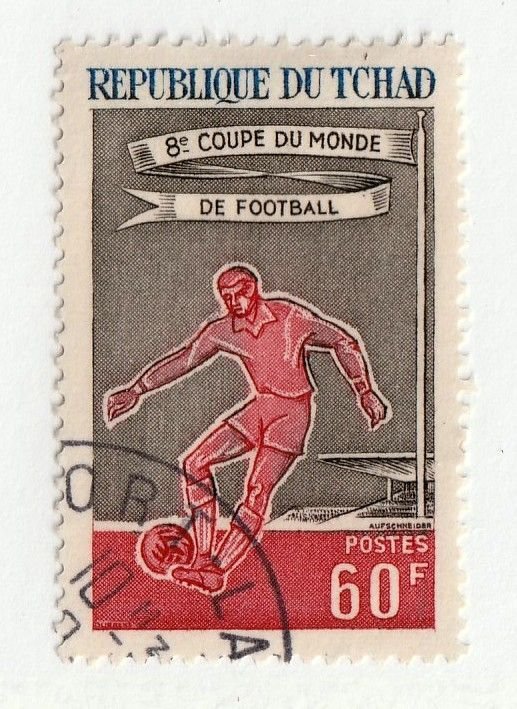 REPUBLIQUE DU TCHAD
8e COUPE DU MONDE
DE FOOTBALL
AUFSCHNEIDER
POSTES
60F